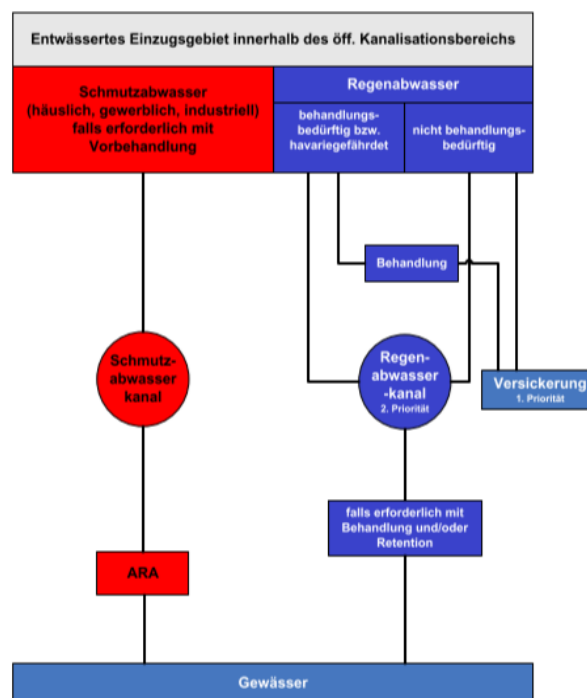 Entwässertes Einzugsgebiet innerhalb des öff. Kanalisationsbereichs
Schmutzabwasser
(häuslich, gewerblich, industriell)
falls erforderlich mit
Vorbehandlung
Regenabwasser
behandlungs-
bedürftig bzw.
havariegefährdet
nicht behandlungs-
bedürftig
Behandlung
Schmutz-
abwasser
kanal
Regen-
abwasser
-kanal
2. Priorität
Versickerung
1. Priorität
falls erforderlich mit
Behandlung und/oder
Retention
ARA
Gewässer